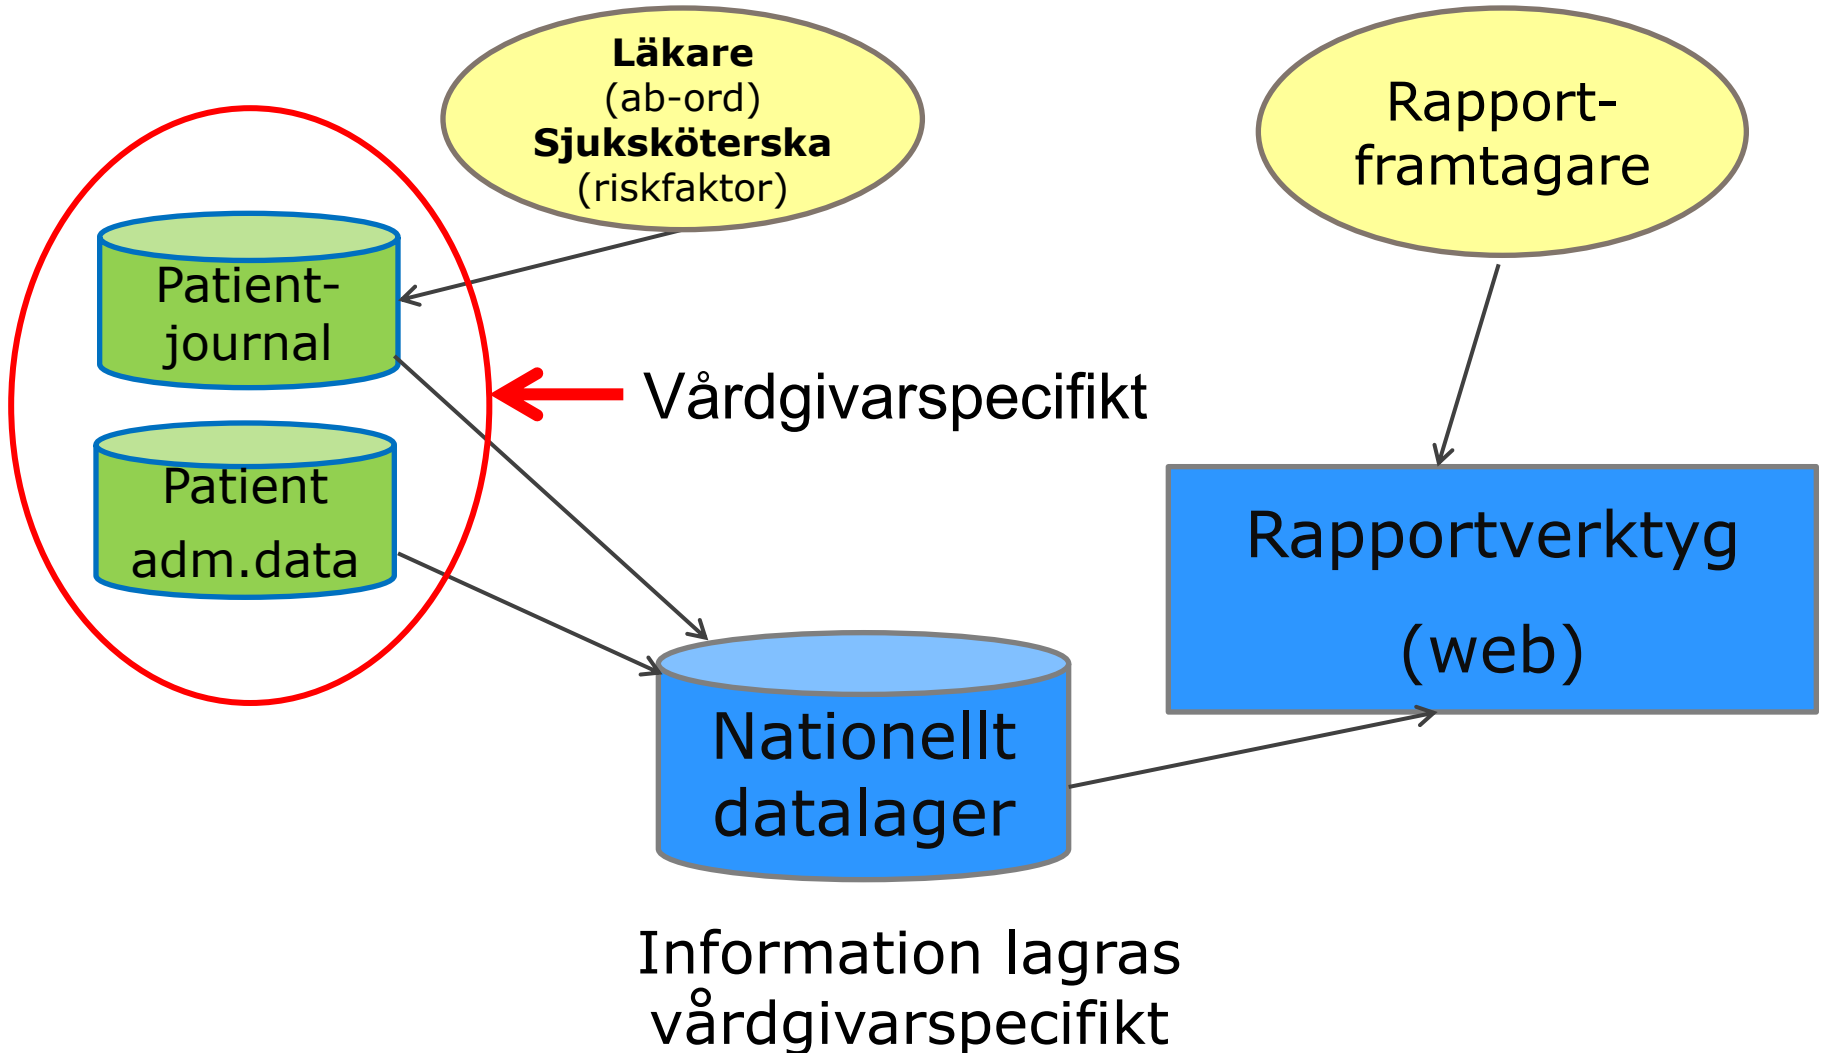 Läkare
(ab-ord)
Sjuksköterska
(riskfaktor)
Rapport-
framtagare
Patient-
journal
Vårdgivarspecifikt
Patient
adm.data
Rapportverktyg
(web)
Nationellt
datalager
Information lagras
vårdgivarspecifikt